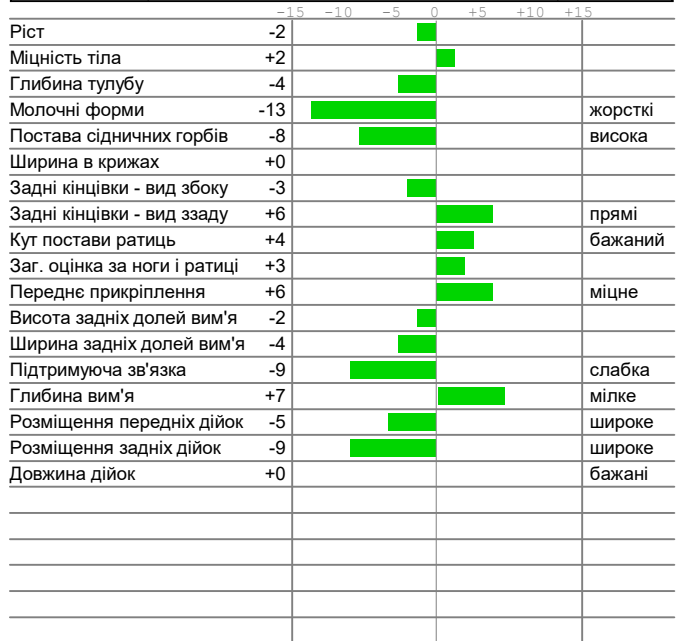 -15 -10 -5 0 +5 +10 +15
Ріст -2
Міцність тіла +2
Глибина тулубу -4
Молочні форми -13 жорсткі
Постава сідничних горбів -8 висока
Ширина в крижах +0
Задні кінцівки - вид збоку -3
Задні кінцівки - вид ззаду +6 прямі
Кут постави ратиць +4 бажаний
Заг. оцінка за ноги і ратиці +3
Переднє прикріплення +6 міцне
Висота задніх долей вим'я -2
Ширина задніх долей вим'я -4
Підтримуюча зв'язка -9 слабка
Глибина вим'я +7 мілке
Розміщення передніх дійок -5 широке
Розміщення задніх дійок -9 широке
Довжина дійок +0 бажані